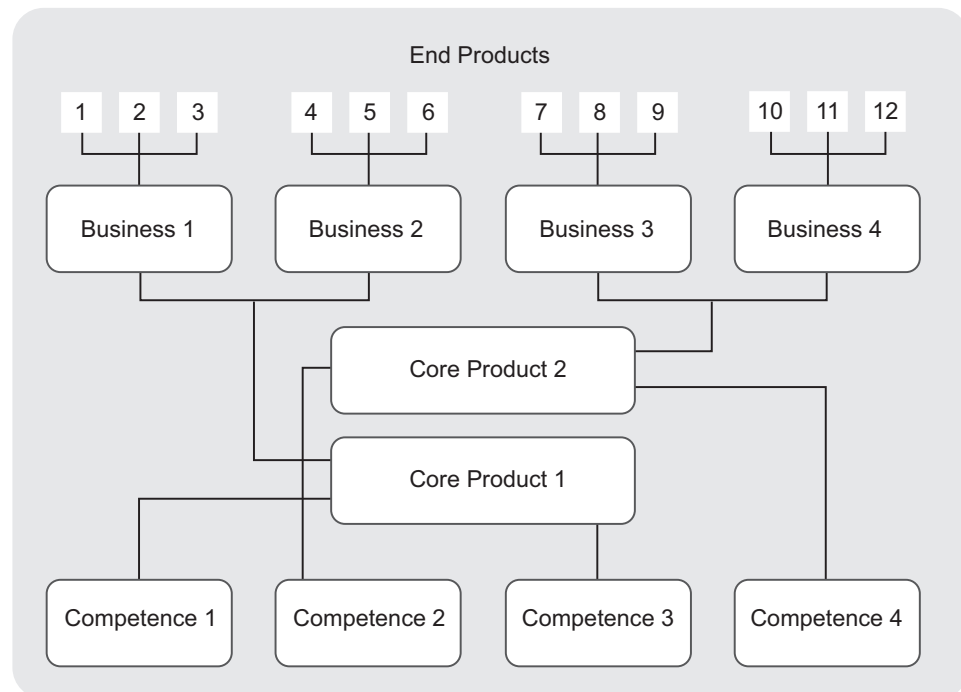 End Products
1 2 3 4 5 6 7 8 9 10 11 12
Business 1 Business 2 Business 3 Business 4
Core Product 2
Core Product 1
Competence 1 Competence 2 Competence 3 Competence 4